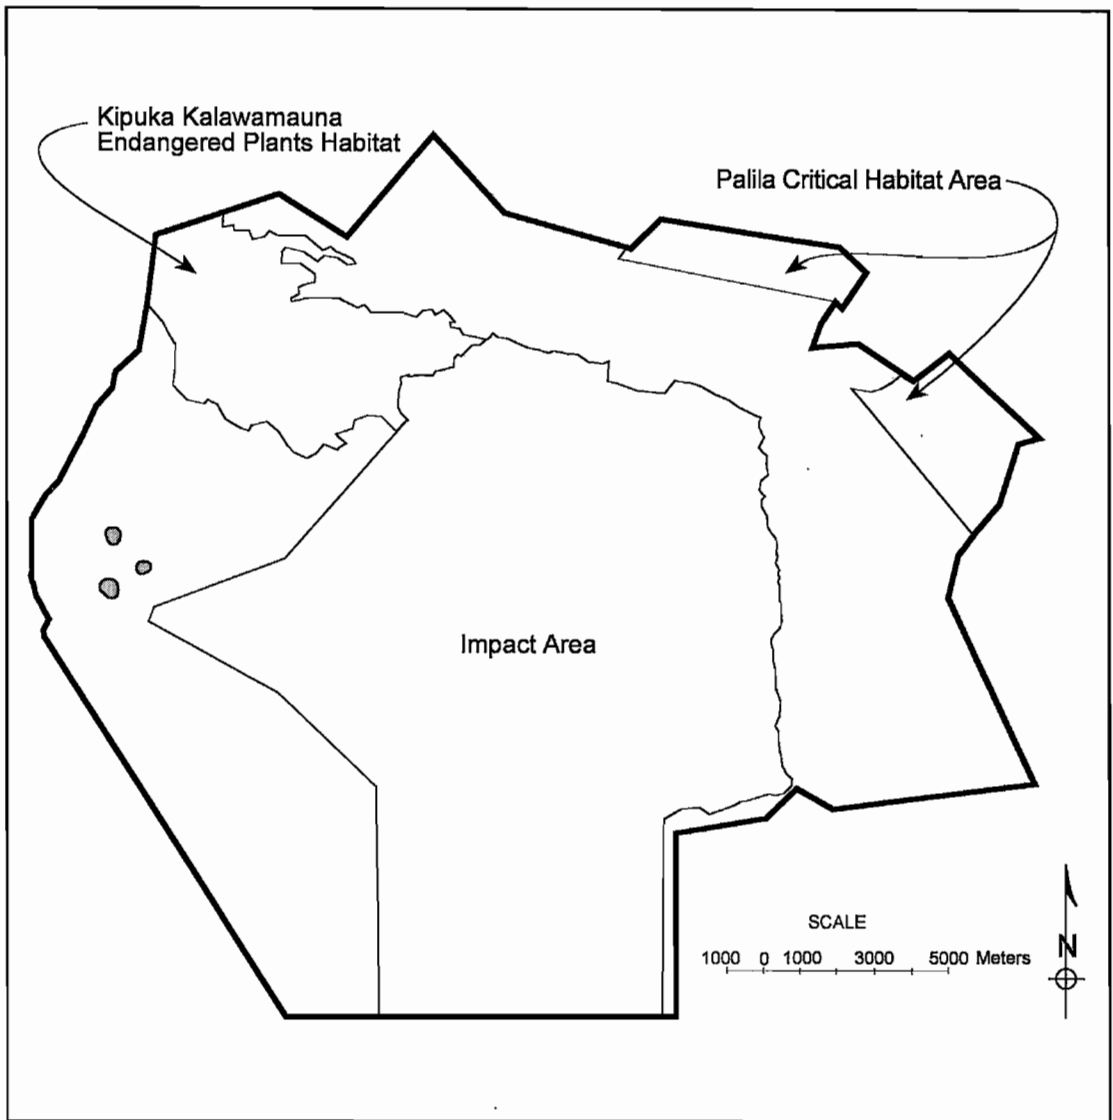 Kipuka Kalawamauna
Endangered Plants Habitat
Palila Critical Habitat Area
Impact Area
SCALE
1000 0 1000 3000 5000 Meters
N